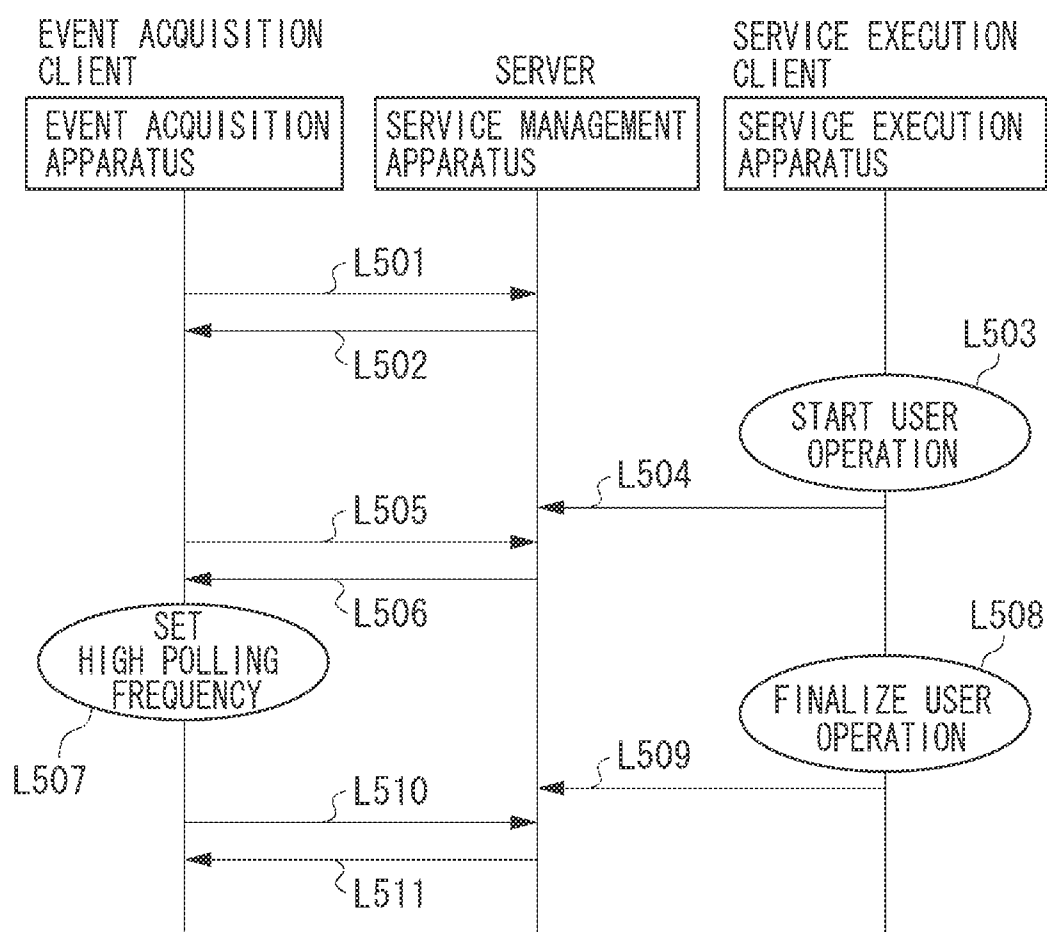 EVENT ACQUISITION
CLIENT
SERVER
SERVICE EXECUTION
CLIENT
EVENT ACQUISITION
APPARATUS
SERVICE MANAGEMENT
APPARATUS
SERVICE EXECUTION
APPARATUS
L501
L502
L503
START USER
OPERATION
L504
L505
L506
SET
HIGH POLLING
FREQUENCY
L507
L508
FINALIZE USER
OPERATION
L509
L510
L511